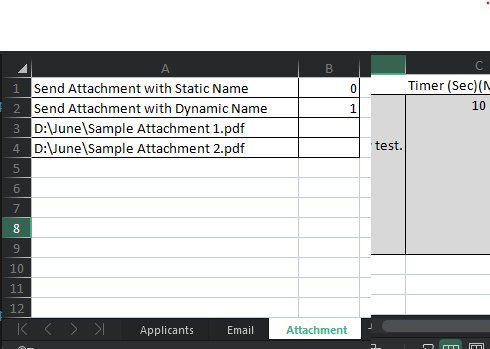 A B C
Timer (Sec)(M
1 Send Attachment with Static Name 0
10
2 Send Attachment with Dynamic Name 1
3 D:\June\Sample Attachment 1.pdf
4 D:\June\Sample Attachment 2.pdf
test.
5
6
7
8
9
10
11
12
Applicants Email Attachment